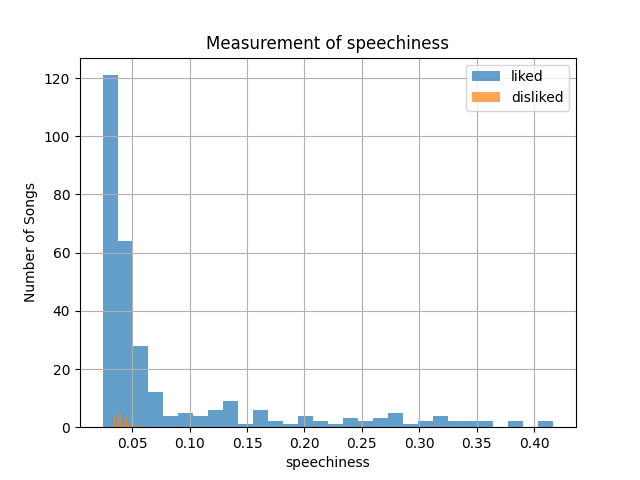 Measurement of speechiness
liked
disliked
Number of Songs
120
100
80
60
40
20
0
0.05 0.10 0.15 0.20 0.25 0.30 0.35 0.40
speechiness